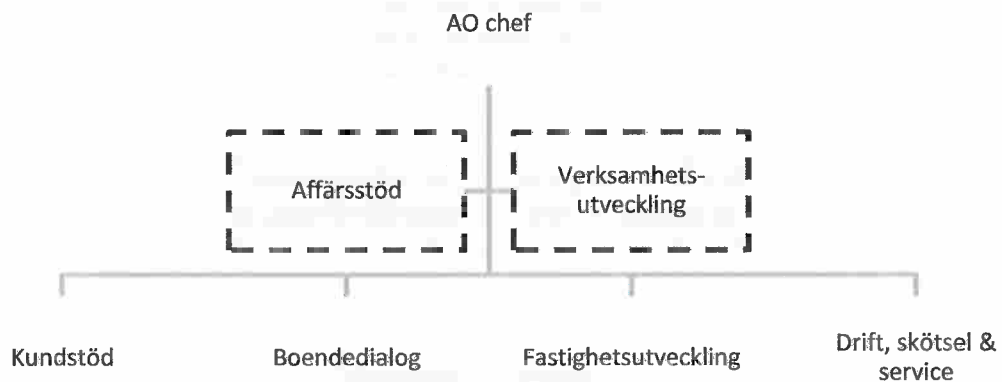 AO chef
Affärsstöd
Verksamhets-
utveckling
Kundstöd
Boendedialog
Fastighetsutveckling
Drift, skötsel &
service